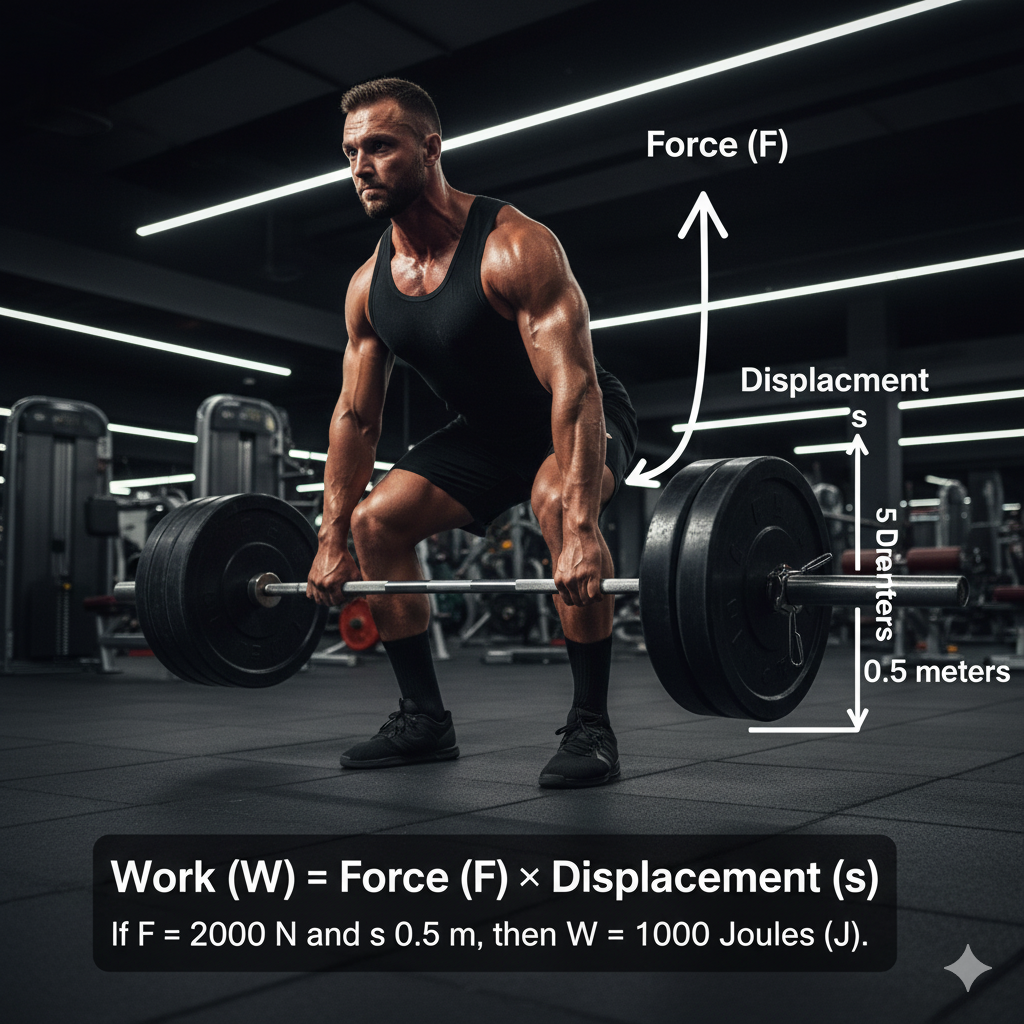 Force (F)
Displacment
s
5 Drenters
0.5 meters
Work (W) = Force (F) × Displacement (s)
If F = 2000 N and s 0.5 m, then W = 1000 Joules (J).